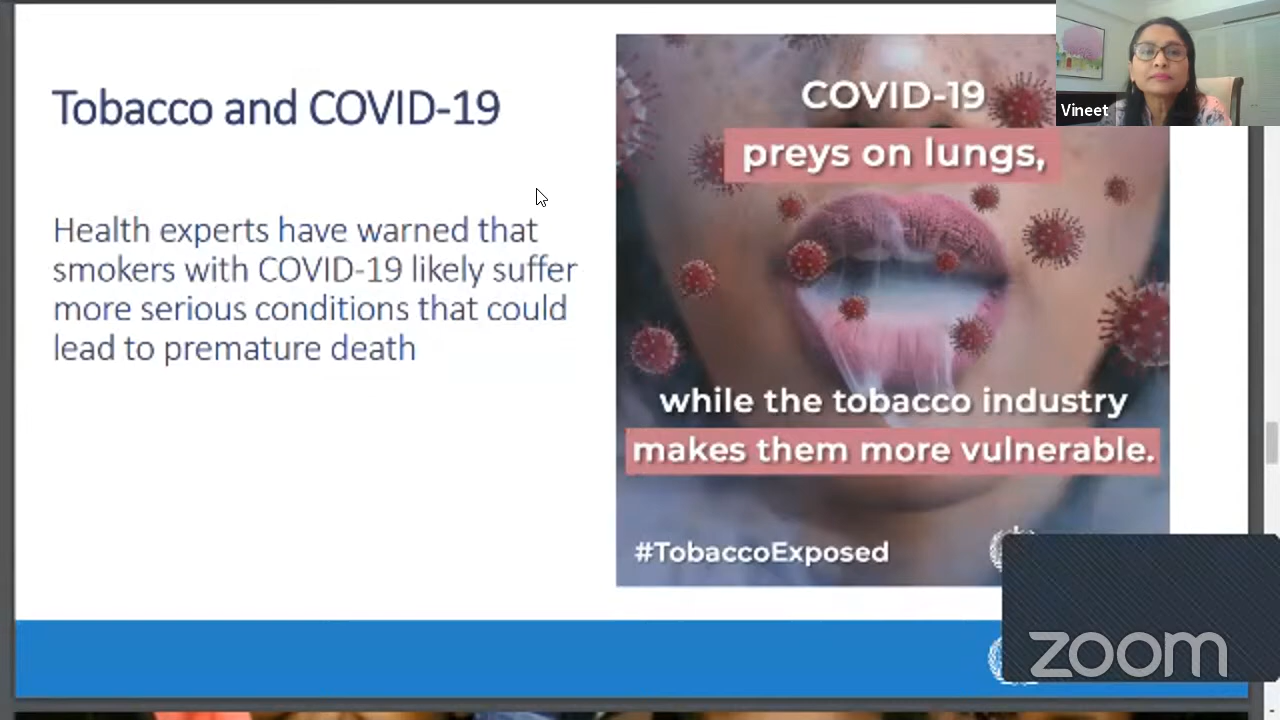 Tobacco and COVID-19
Health experts have warned that
smokers with COVID-19 likely suffer
more serious conditions that could
lead to premature death
COVID-19
preys on lungs,
while the tobacco industry
makes them more vulnerable.
#TobaccoExposed
Vineet
zoom